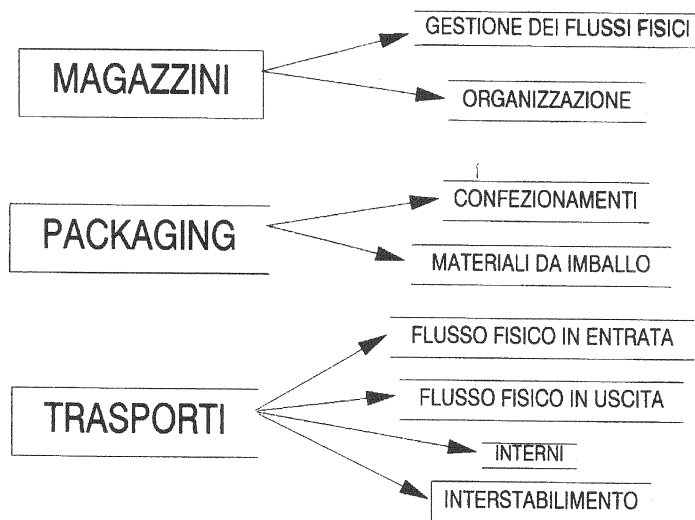 MAGAZZINI
GESTIONE DEI FLUSSI FISICI
ORGANIZZAZIONE
PACKAGING
CONFEZIONAMENTI
MATERIALI DA IMBALLO
TRASPORTI
FLUSSO FISICO IN ENTRATA
FLUSSO FISICO IN USCITA
INTERNI
INTERSTABILIMENTO